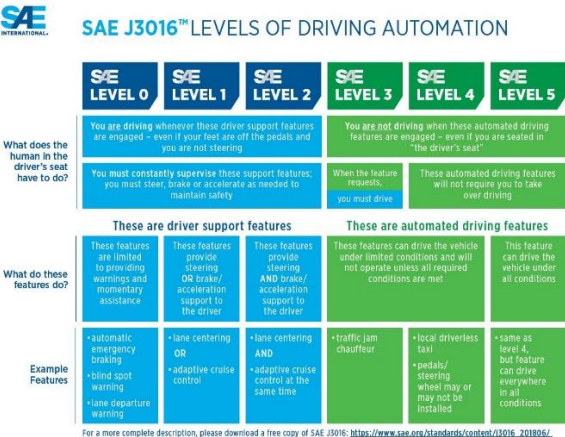 SAE
INTERNATIONAL.
SAE J3016™ LEVELS OF DRIVING AUTOMATION
SAE
LEVEL 0
SAE
LEVEL 1
SAE
LEVEL 2
SAE
LEVEL 3
SAE
LEVEL 4
SAE
LEVEL 5
What does the
human in the
driver's seat
have to do?
You are driving whenever these driver support features
are engaged – even if your feet are off the pedals and
you are not steering
You are not driving when these automated driving
features are engaged – even if you are seated in
"the driver's seat"
You must constantly supervise these support features;
you must steer, brake or accelerate as needed to
maintain safety
When the feature
requests,
you must drive
These automated driving features
will not require you to take
over driving
These are driver support features
These are automated driving features
What do these
features do?
These features
are limited
to providing
warnings and
momentary
assistance
These features
provide
steering
OR brake/
acceleration
support to
the driver
These features
provide
steering
AND brake/
acceleration
support to
the driver
These features can drive the vehicle
under limited conditions and will
not operate unless all required
conditions are met
This feature
can drive the
vehicle under
all conditions
Example
Features
• automatic
emergency
braking
• blind spot
warning
• lane departure
warning
• lane centering
OR
• adaptive cruise
control
• lane centering
AND
• adaptive cruise
control at the
same time
• traffic jam
chauffeur
• local driverless
taxi
• pedals/
steering
wheel may or
may not be
installed
• same as
level 4,
but feature
can drive
everywhere
in all
conditions
For a more complete description, please download a free copy of SAE J3016: https://www.sae.org/standards/content/J3016_201806/